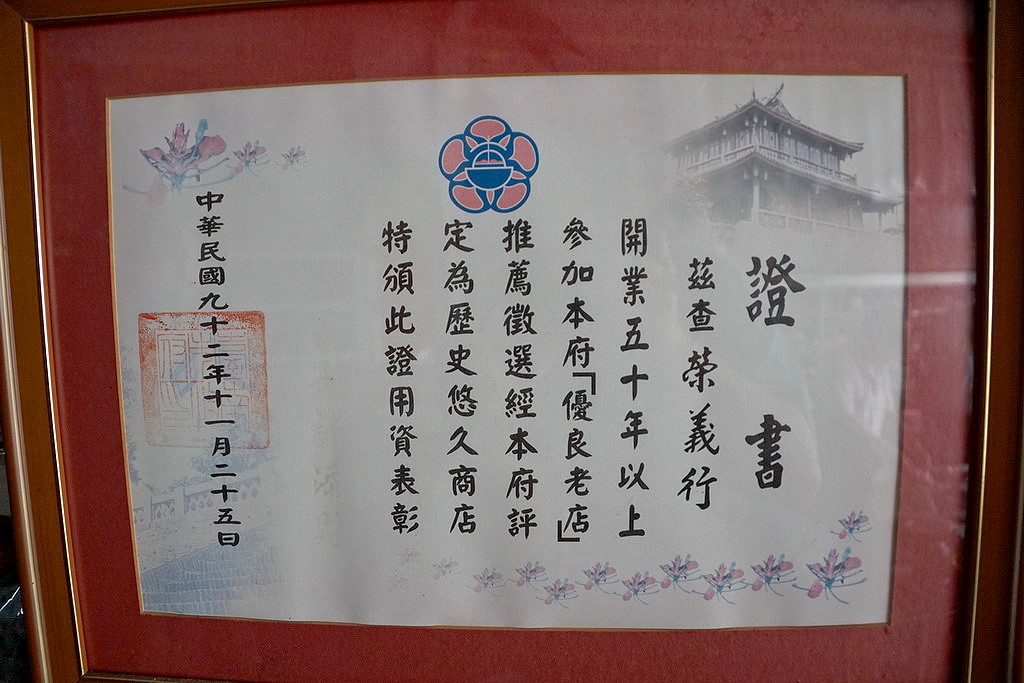 證書
茲查榮義行
開業五十年以上
參加本府「優良老店」
推薦徵選經本府評
定為歷史悠久商店
特頒此證用資表彰
中華民國九十二年十一月二十五日